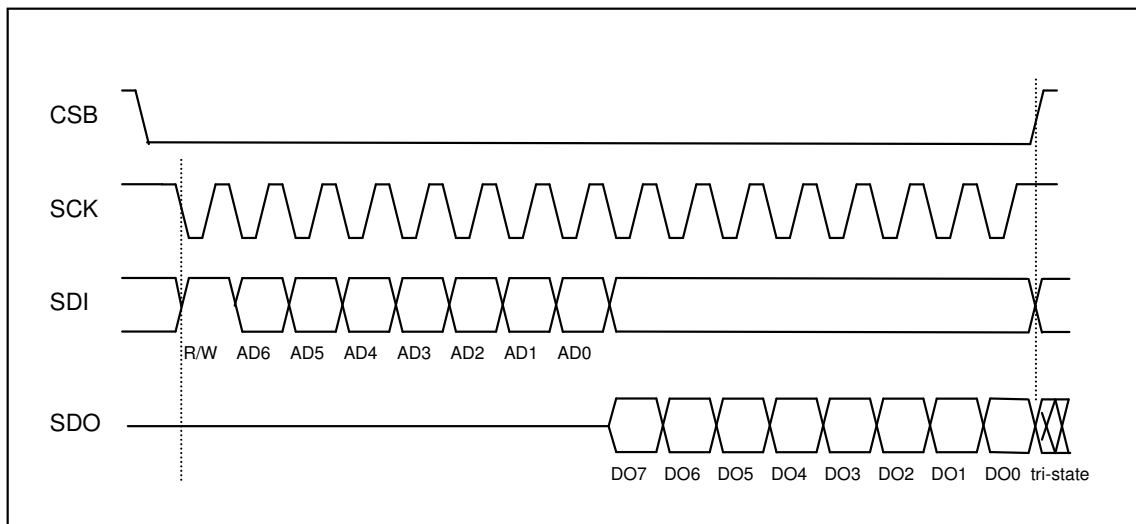 CSB
SCK
SDI
R/W AD6 AD5 AD4 AD3 AD2 AD1 AD0
SDO
DO7 DO6 DO5 DO4 DO3 DO2 DO1 DO0 tri-state